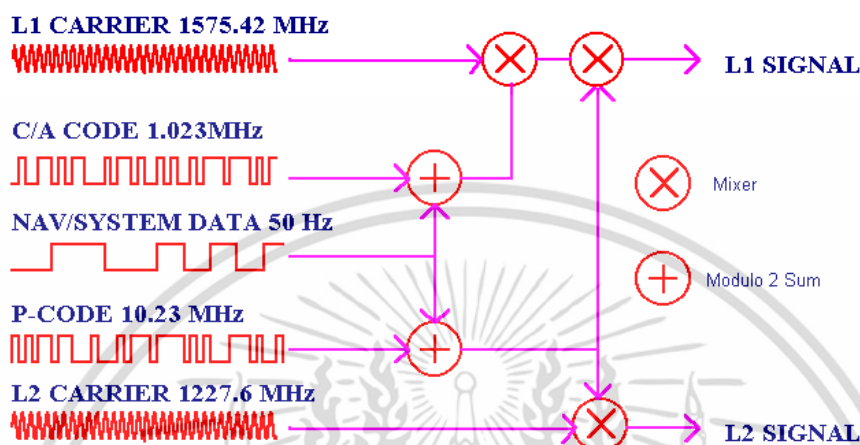 L1 CARRIER 1575.42 MHz
L1 SIGNAL
C/A CODE 1.023MHz
Mixer
NAV/SYSTEM DATA 50 Hz
Modulo 2 Sum
P-CODE 10.23 MHz
L2 CARRIER 1227.6 MHz
L2 SIGNAL